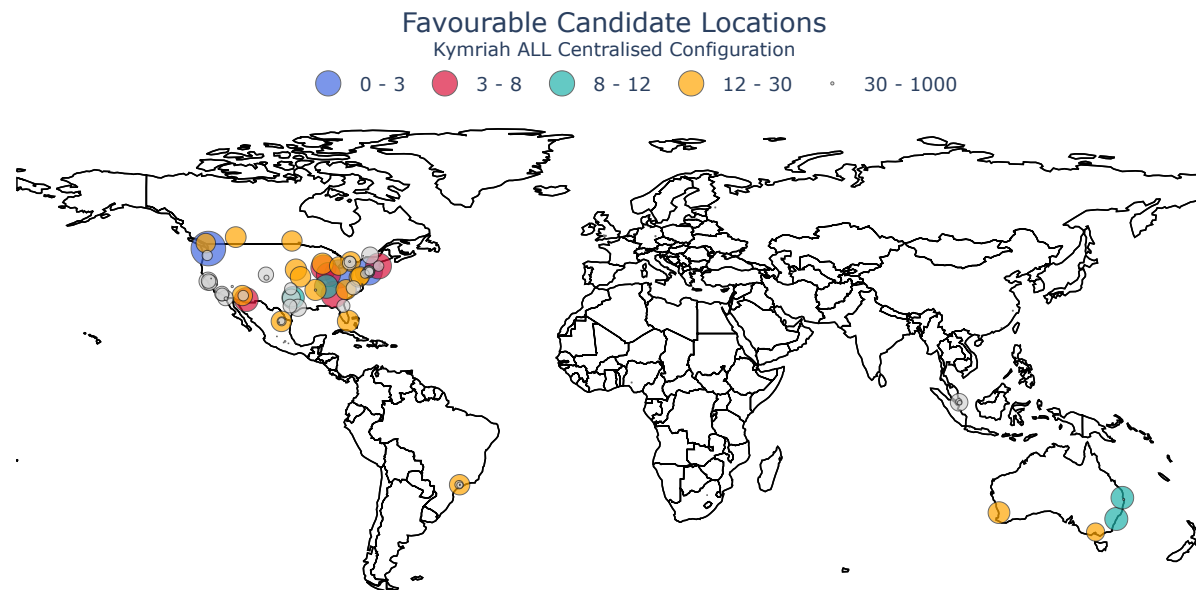 Favourable Candidate Locations
Kymriah ALL Centralised Configuration
0 - 3 3 - 8 8 - 12 12 - 30 30 - 1000